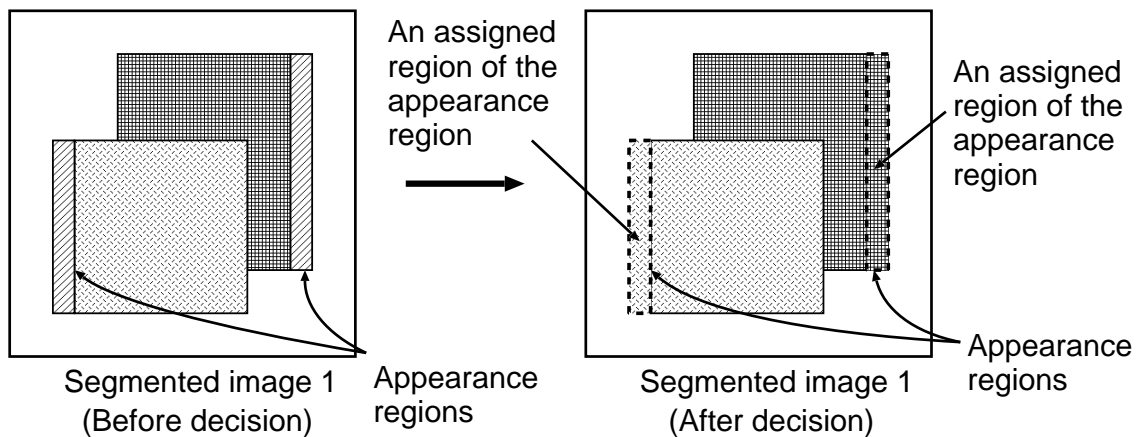 An assigned
region of the
appearance
region
An assigned
region of the
appearance
region
Appearance
regions
Appearance
regions
Segmented image 1
(Before decision)
Segmented image 1
(After decision)